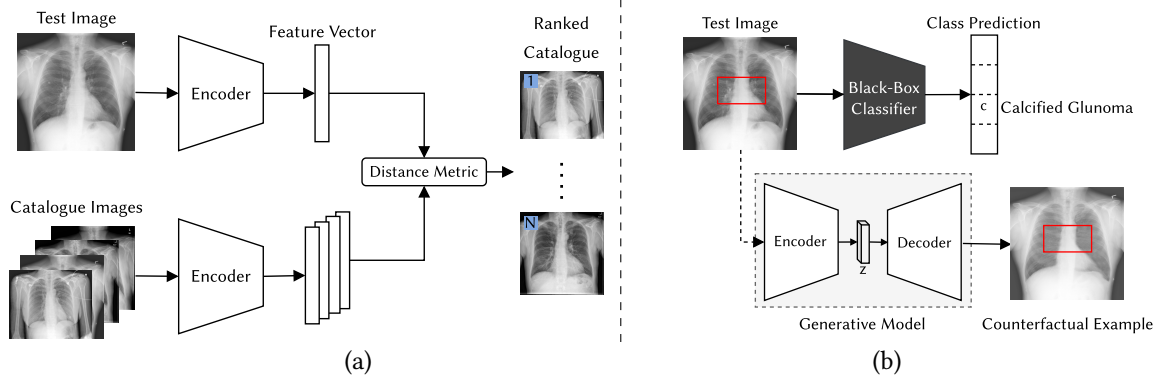 Test Image
Feature Vector
Encoder
Ranked
Catalogue
1
Distance Metric
Catalogue Images
Encoder
N
(a)
Test Image
Class Prediction
Black-Box
Classifier
c
Calcified Glunoma
Encoder
z
Decoder
Generative Model
Counterfactual Example
(b)